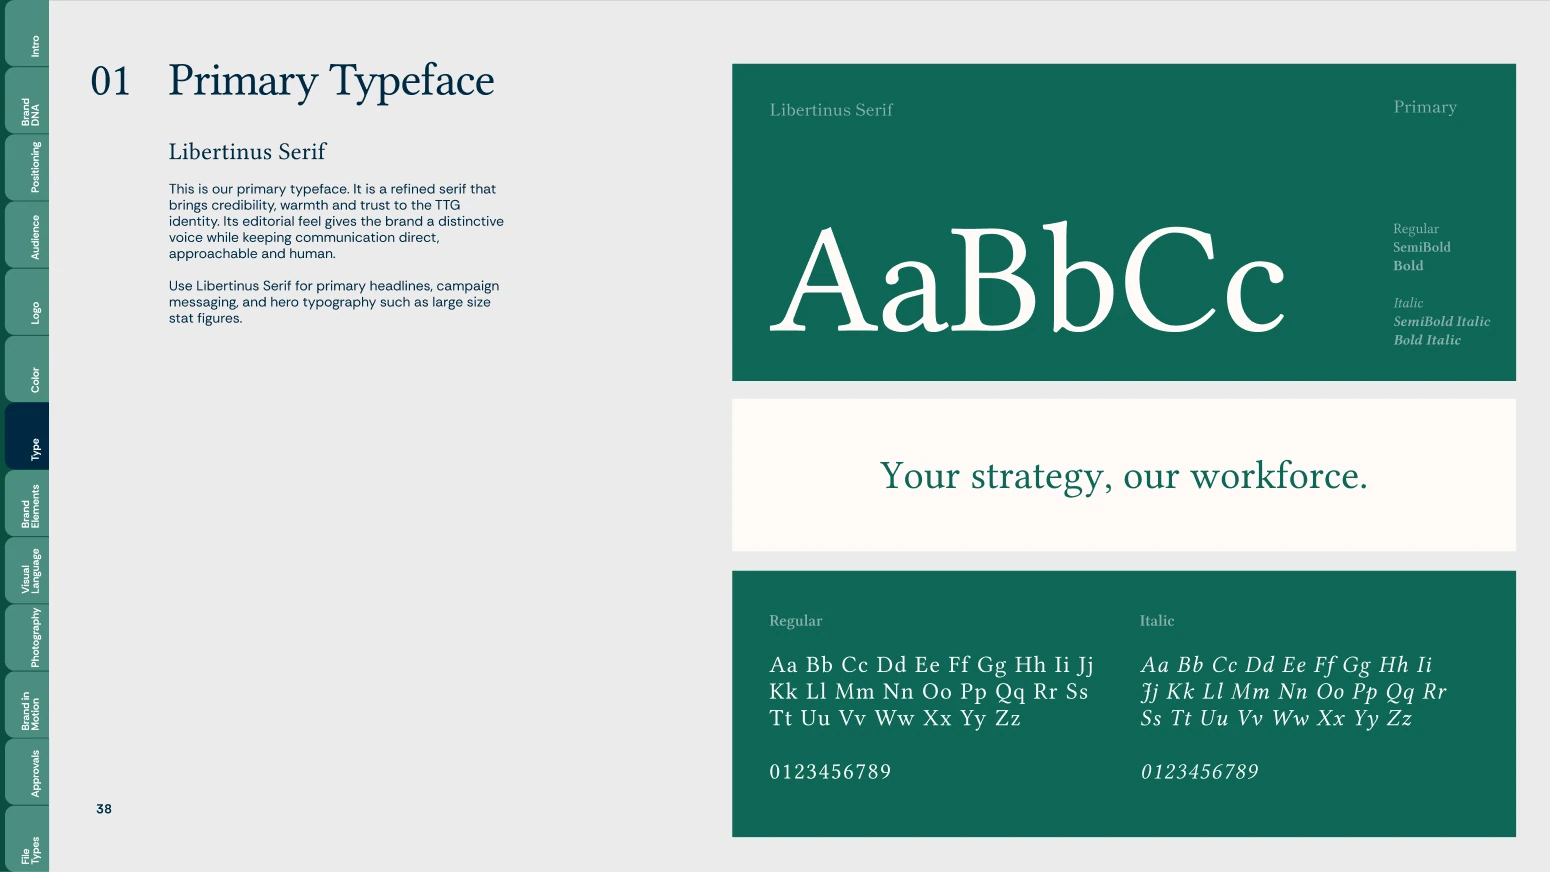 Intro
Brand
DNA
Positioning
Audience
Logo
Color
Type
Brand
Elements
Visual
Language
Photography
Brand in
Motion
Approvals
File
Types
01 Primary Typeface
Libertinus Serif
This is our primary typeface. It is a refined serif that
brings credibility, warmth and trust to the TTG
identity. Its editorial feel gives the brand a distinctive
voice while keeping communication direct,
approachable and human.
Use Libertinus Serif for primary headlines, campaign
messaging, and hero typography such as large size
stat figures.
38
Libertinus Serif
Primary
AaBbCc
Regular
SemiBold
Bold
Italic
SemiBold Italic
Bold Italic
Your strategy, our workforce.
Regular
Aa Bb Cc Dd Ee Ff Gg Hh Ii Jj
Kk Ll Mm Nn Oo Pp Qq Rr Ss
Tt Uu Vv Ww Xx Yy Zz
0123456789
Italic
Aa Bb Cc Dd Ee Ff Gg Hh Ii
Jj Kk Ll Mm Nn Oo Pp Qq Rr
Ss Tt Uu Vv Ww Xx Yy Zz
0123456789